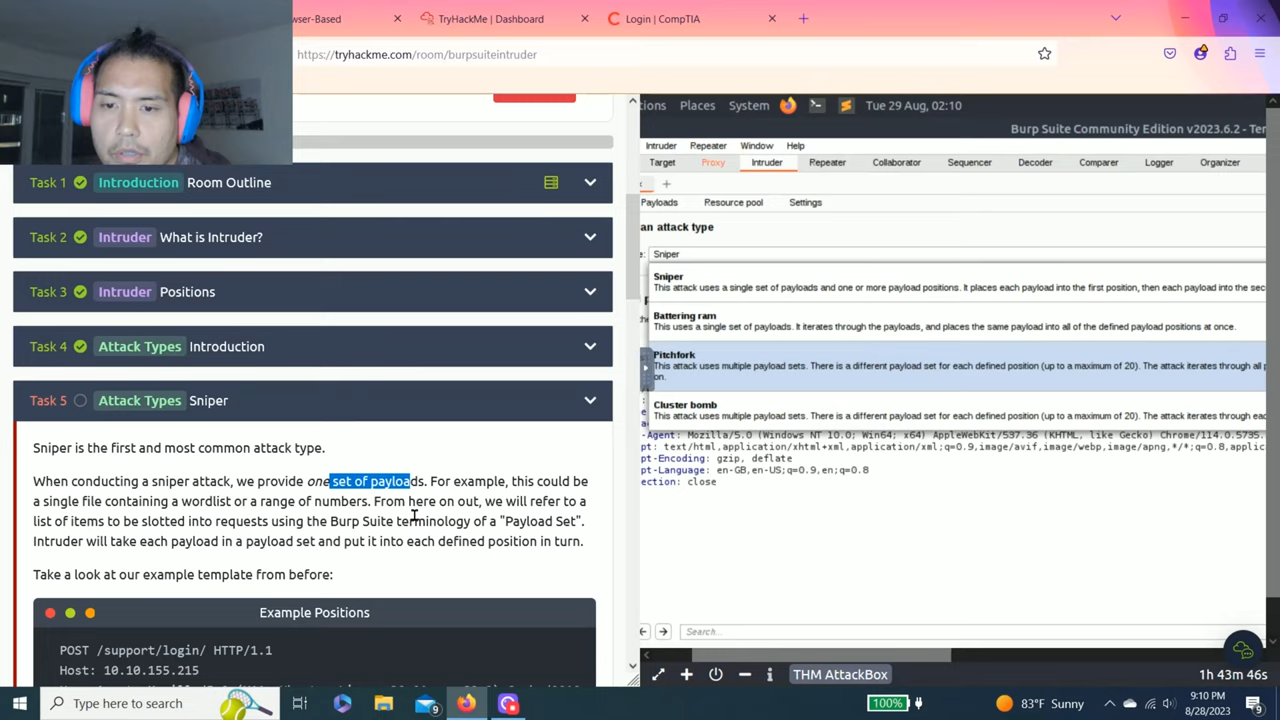 wser-Based
TryHackMe | Dashboard
Login | CompTIA
https://tryhackme.com/room/burpsuiteintruder
Task 1 Introduction Room Outline
Task 2 Intruder What is Intruder?
Task 3 Intruder Positions
Task 4 Attack Types Introduction
Task 5 Attack Types Sniper
Sniper is the first and most common attack type.
When conducting a sniper attack, we provide one set of payloads. For example, this could be
a single file containing a wordlist or a range of numbers. From here on out, we will refer to a
list of items to be slotted into requests using the Burp Suite terminology of a "Payload Set".
Intruder will take each payload in a payload set and put it into each defined position in turn.
Take a look at our example template from before:
Example Positions
POST /support/login/ HTTP/1.1
Host: 10.10.155.215
ions Places System Tue 29 Aug, 02:10
Burp Suite Community Edition v2023.6.2 - Ter
Intruder Repeater Window Help
Target Proxy Intruder Repeater Collaborator Sequencer Decoder Comparer Logger Organizer
Payloads Resource pool Settings
an attack type
e: Sniper
Sniper
This attack uses a single set of payloads and one or more payload positions. It places each payload into the first position, then each payload into the sec
Battering ram
This uses a single set of payloads. It iterates through the payloads, and places the same payload into all of the defined payload positions at once.
Pitchfork
This attack uses multiple payload sets. There is a different payload set for each defined position (up to a maximum of 20). The attack iterates through all
on.
Cluster bomb
This attack uses multiple payload sets. There is a different payload set for each defined position (up to a maximum of 20). The attack iterates through eac
-Agent: Mozilla/5.0 (Windows NT 10.0; Win64; x64) AppleWebKit/537.36 (KHTML, like Gecko) Chrome/114.0.5735.
pt: text/html,application/xhtml+xml,application/xml;q=0.9,image/avif,image/webp,image/apng,*/*;q=0.8,appli
pt-Encoding: gzip, deflate
pt-Language: en-GB,en-US;q=0.9,en;q=0.8
ection: close
Search...
THM AttackBox
1h 43m 46s
Type here to search
9
100%
83°F Sunny
9:10 PM
8/28/2023
9